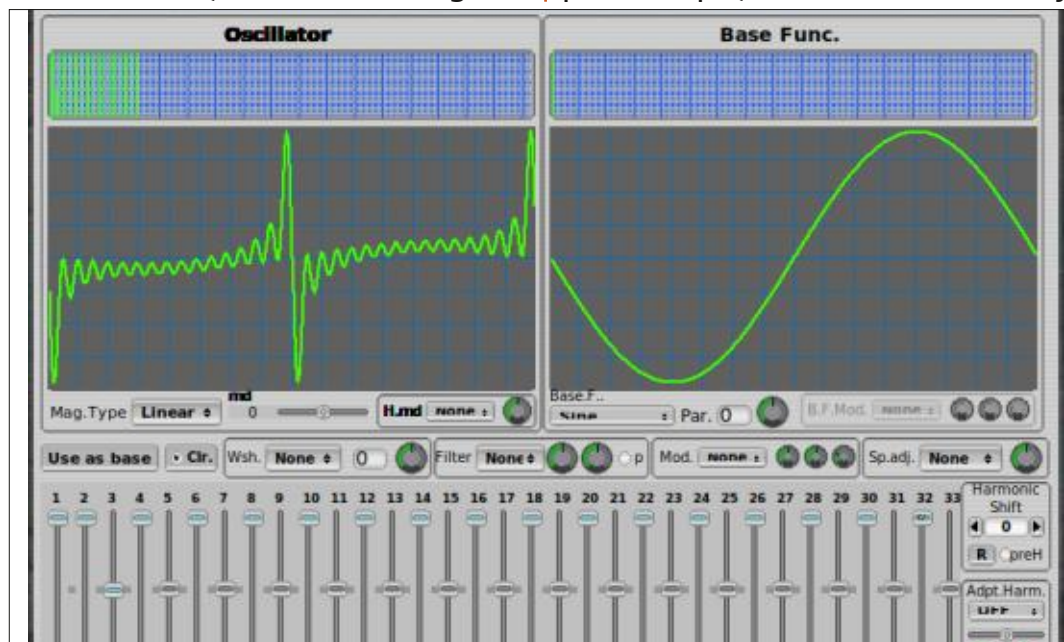 Oscillator
Base Func.
Mag.Type Linear
rnd 0
H.rnd None
Base.F..
Sine
Par. 0
B.F.Mod. None
Use as base
Clr.
Wsh. None 0
Filter None p
Mod. None
Sp.adj. None
1 2 3 4 5 6 7 8 9 10 11 12 13 14 15 16 17 18 19 20 21 22 23 24 25 26 27 28 29 30 31 32 33
Harmonic
Shift
0
R preH
Adpt.Harm.
OFF